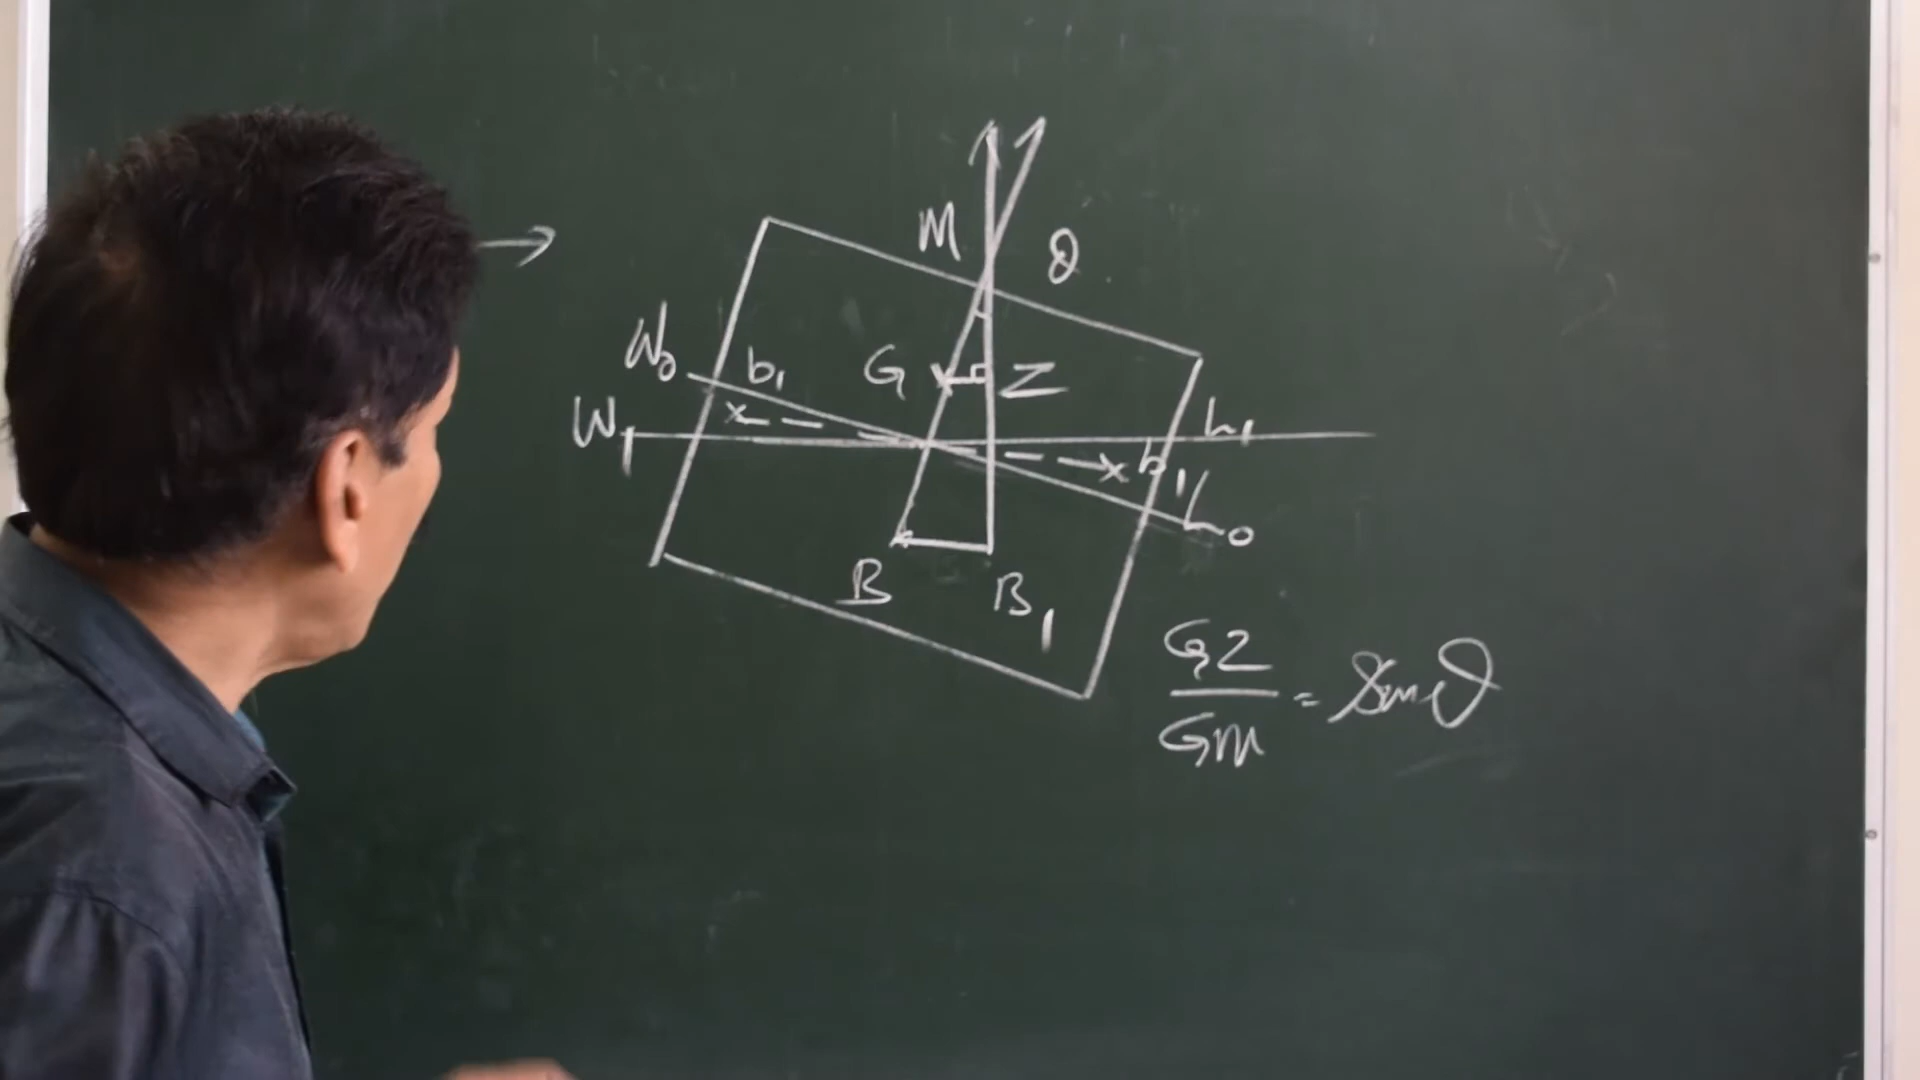 M θ
W₀ b₁ G Z
W₁ L₁
b₁
L₀
B B₁
GZ
GM = Sin θ